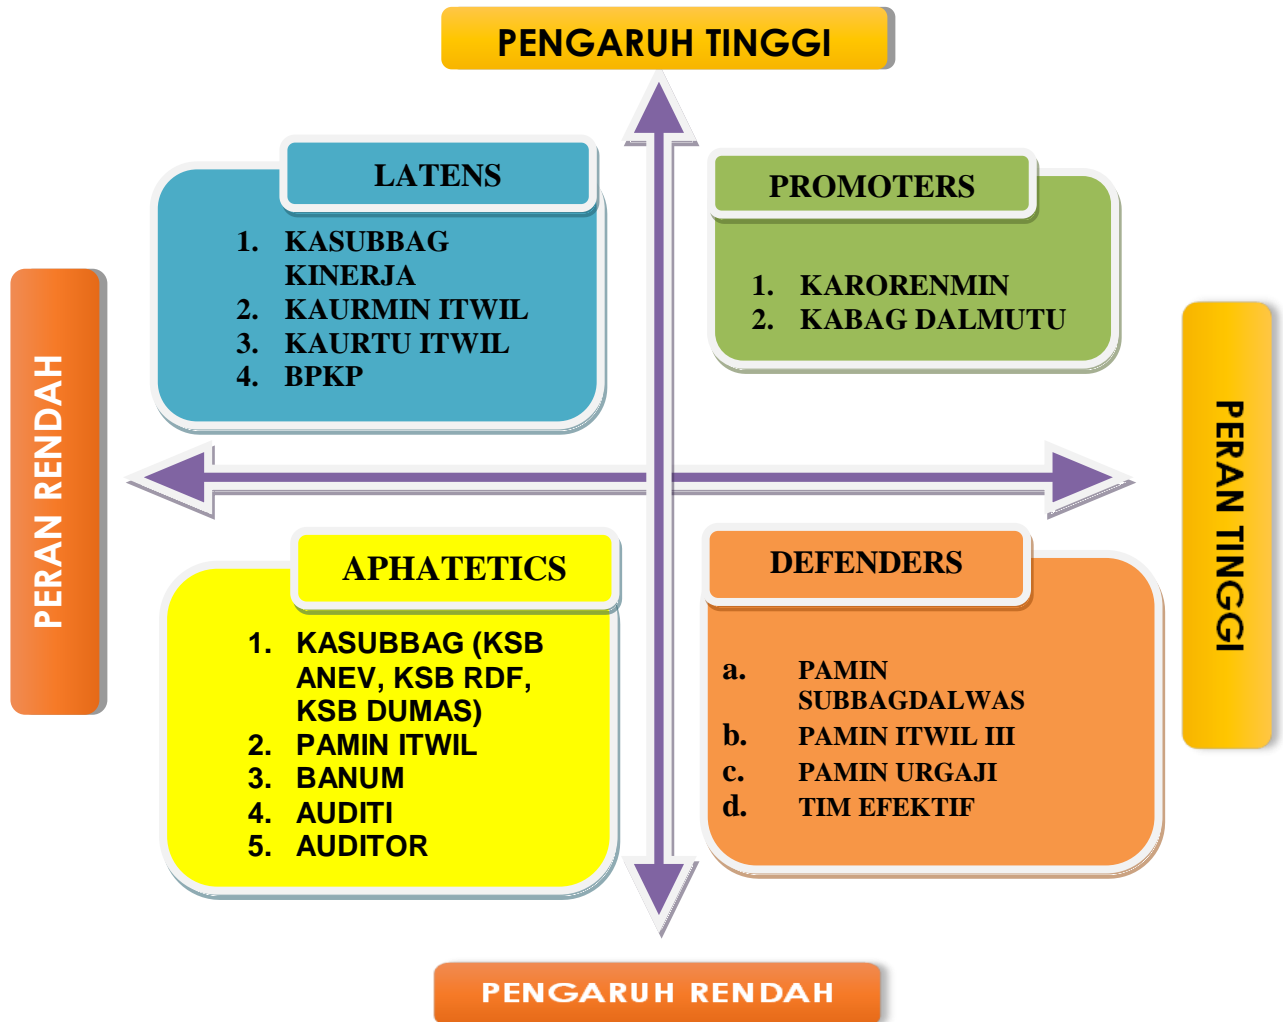 PENGARUH TINGGI
LATENS
1. KASUBBAG
KINERJA
2. KAURMIN ITWIL
3. KAURTU ITWIL
4. BPKP
PROMOTERS
1. KARORENMIN
2. KABAG DALMUTU
PERAN RENDAH
PERAN TINGGI
APHATETICS
1. KASUBBAG (KSB
ANEV, KSB RDF,
KSB DUMAS)
2. PAMIN ITWIL
3. BANUM
4. AUDITI
5. AUDITOR
DEFENDERS
a. PAMIN
SUBBAGDALWAS
b. PAMIN ITWIL III
c. PAMIN URGAJI
d. TIM EFEKTIF
PENGARUH RENDAH